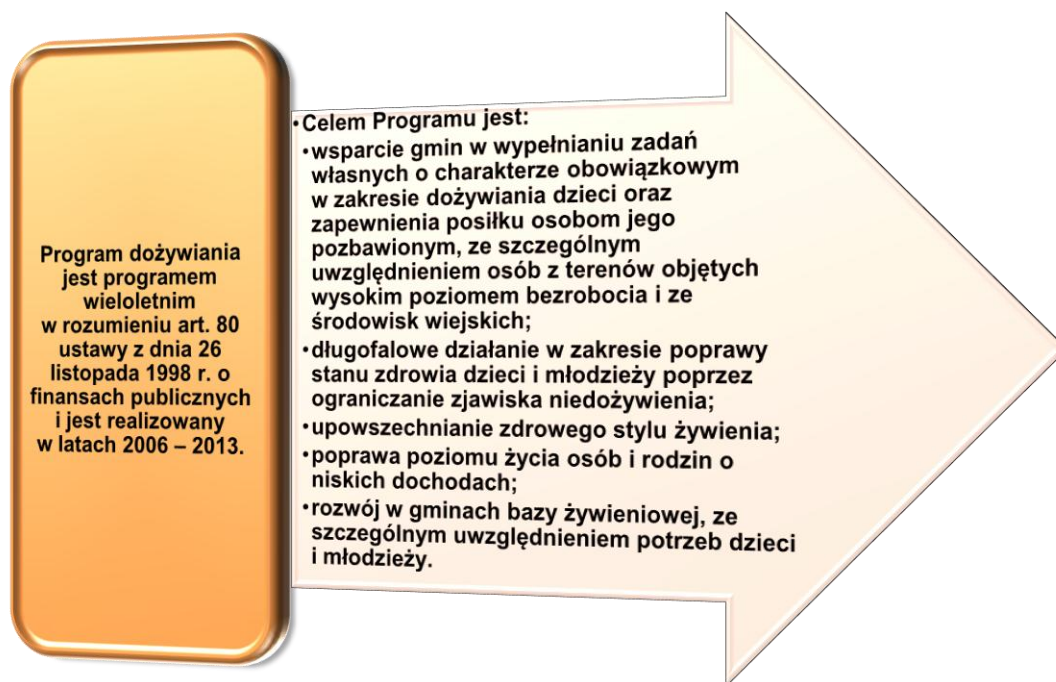 Program dożywiania
jest programem
wieloletnim
w rozumieniu art. 80
ustawy z dnia 26
listopada 1998 r. o
finansach publicznych
i jest realizowany
w latach 2006 – 2013.
•Celem Programu jest:
•wsparcie gmin w wypełnianiu zadań
własnych o charakterze obowiązkowym
w zakresie dożywiania dzieci oraz
zapewnienia posiłku osobom jego
pozbawionym, ze szczególnym
uwzględnieniem osób z terenów objętych
wysokim poziomem bezrobocia i ze
środowisk wiejskich;
•długofalowe działanie w zakresie poprawy
stanu zdrowia dzieci i młodzieży poprzez
ograniczanie zjawiska niedożywienia;
•upowszechnianie zdrowego stylu żywienia;
•poprawa poziomu życia osób i rodzin o
niskich dochodach;
•rozwój w gminach bazy żywieniowej, ze
szczególnym uwzględnieniem potrzeb dzieci
i młodzieży.